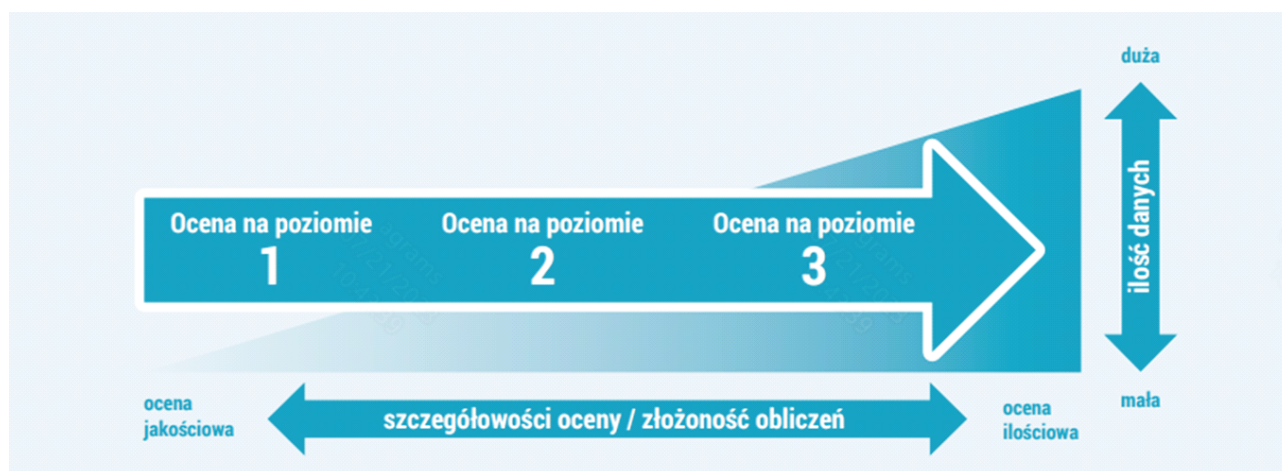 duża
Ocena na poziomie
1
Ocena na poziomie
2
Ocena na poziomie
3
ilość danych
ocena
jakościowa
szczegółowości oceny / złożoność obliczeń
ocena
ilościowa
mała